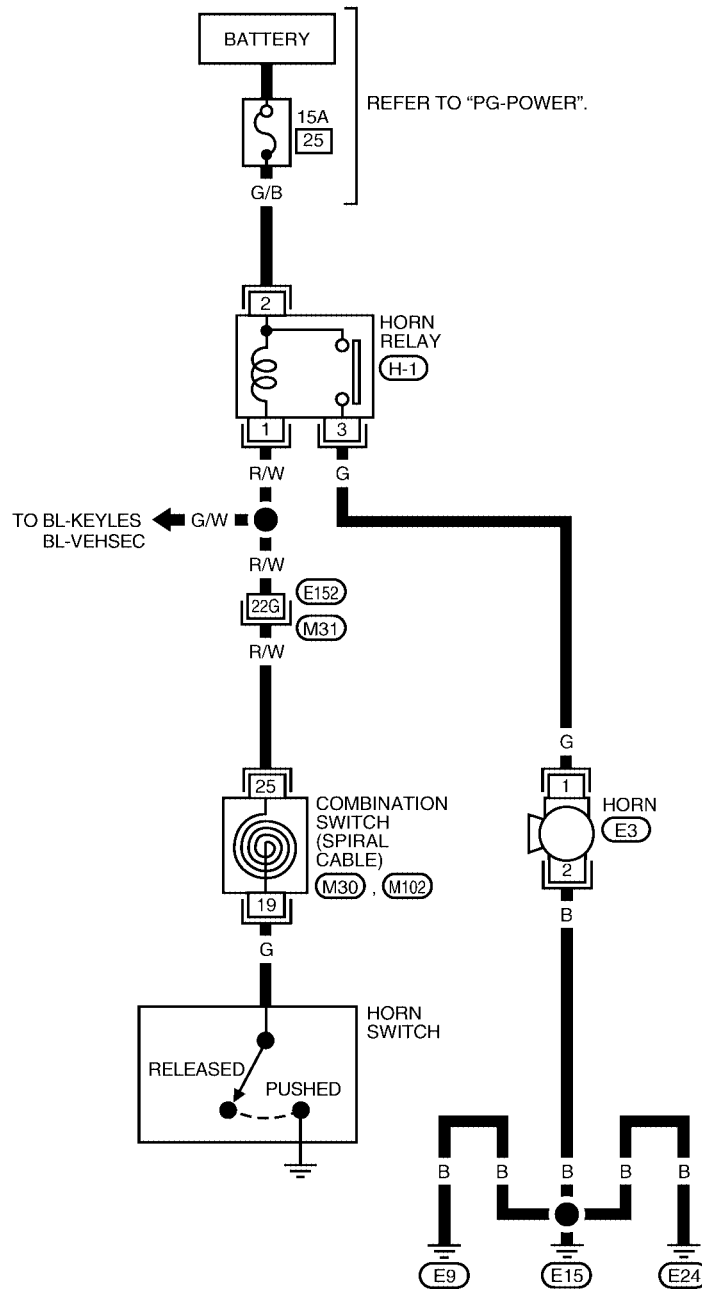 BATTERY
REFER TO “PG-POWER”.
15A
25
G/B
2
HORN
RELAY
H-1
1
3
R/W
G
TO BL-KEYLES
BL-VEHSEC
G/W
R/W
22G
E152
M31
R/W
G
25
1
COMBINATION
SWITCH
(SPIRAL
CABLE)
M30 , M102
HORN
E3
19
2
G
B
HORN
SWITCH
RELEASED
PUSHED
B B B B B
E9 E15 E24